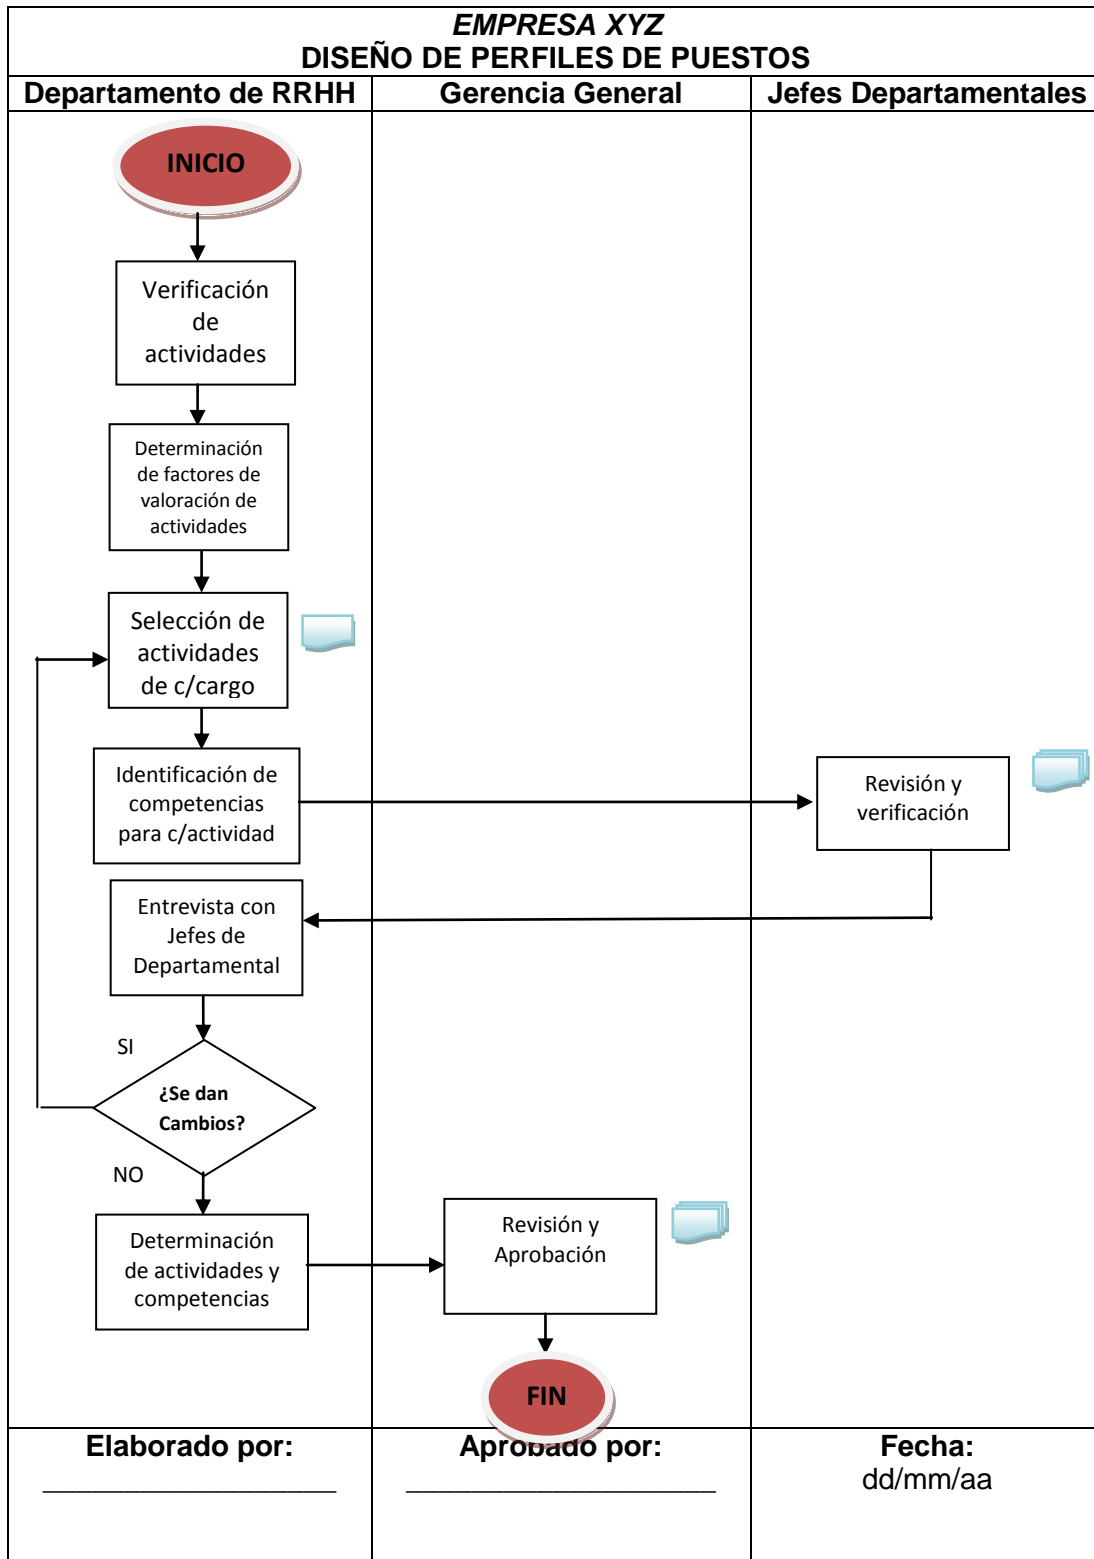 EMPRESA XYZ
DISEÑO DE PERFILES DE PUESTOS
Departamento de RRHH
Gerencia General
Jefes Departamentales
INICIO
Verificación
de
actividades
Determinación
de factores de
valoración de
actividades
Selección de
actividades
de c/cargo
Identificación de
competencias
para c/actividad
Revisión y
verificación
Entrevista con
Jefes de
Departamental
SI
¿Se dan
Cambios?
NO
Determinación
de actividades y
competencias
Revisión y
Aprobación
FIN
Elaborado por:
Aprobado por:
Fecha:
dd/mm/aa